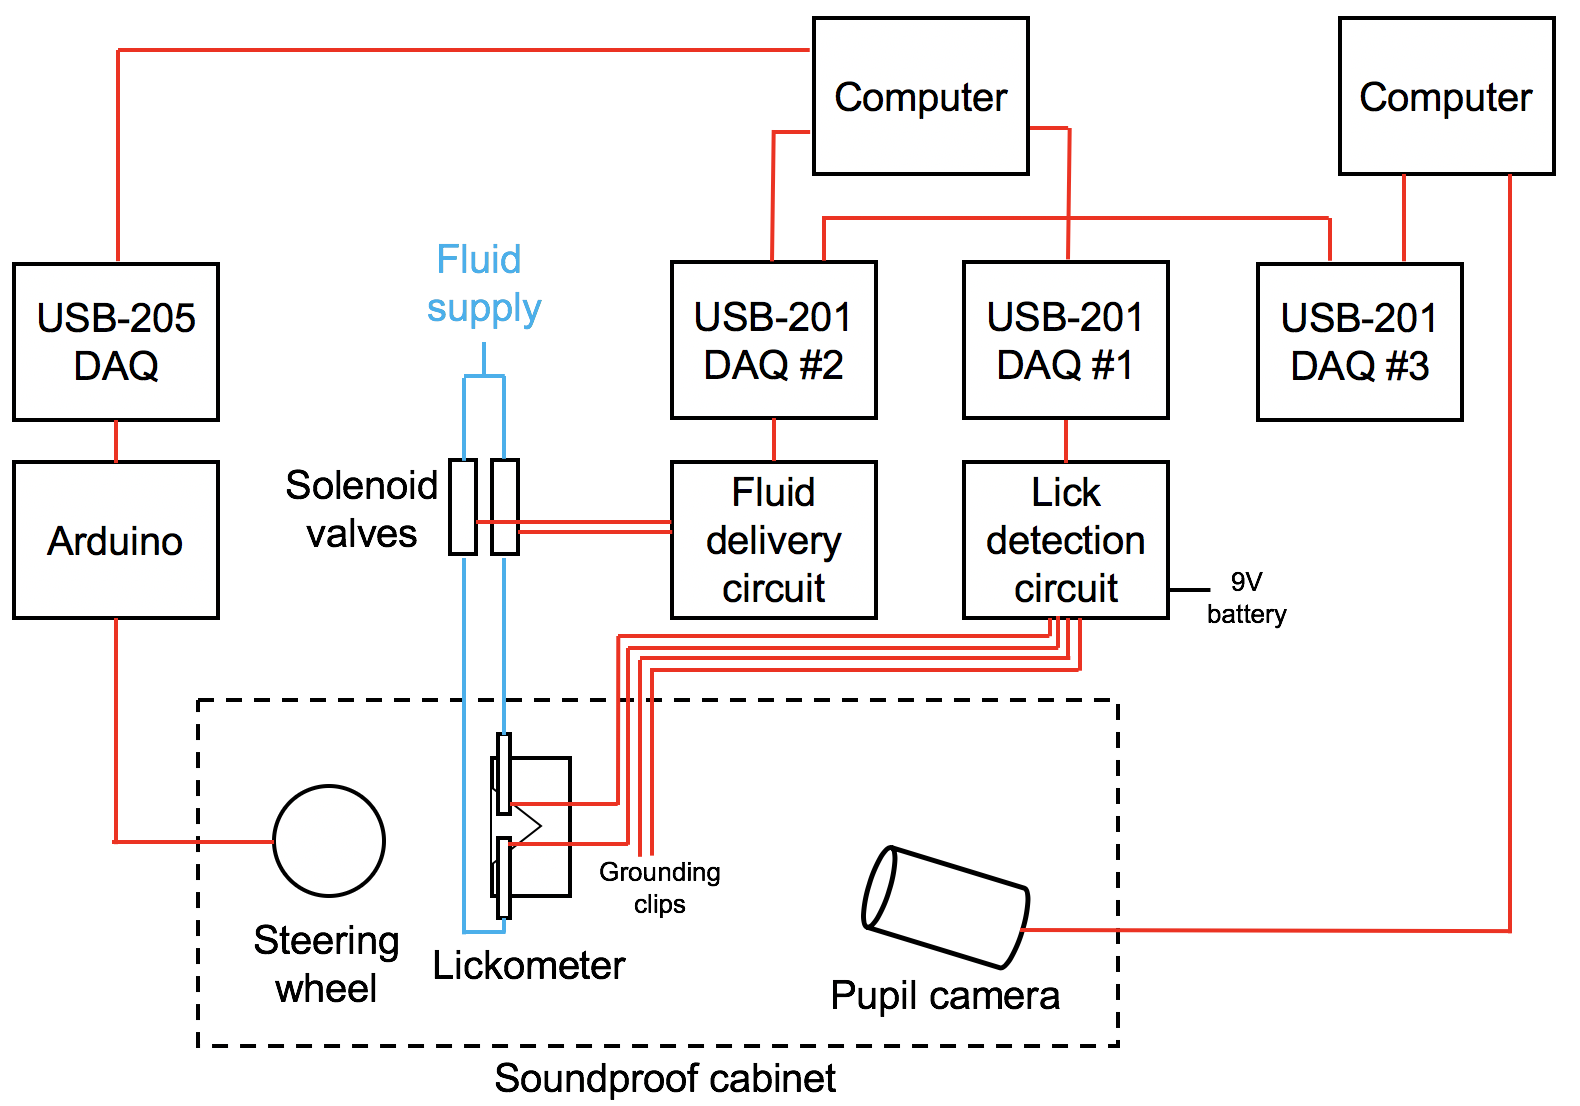 Computer
Computer
Fluid
supply
USB-205
DAQ
USB-201
DAQ #2
USB-201
DAQ #1
USB-201
DAQ #3
Solenoid
valves
Arduino
Fluid
delivery
circuit
Lick
detection
circuit
9V
battery
Grounding
clips
Steering
wheel
Lickometer
Pupil camera
Soundproof cabinet